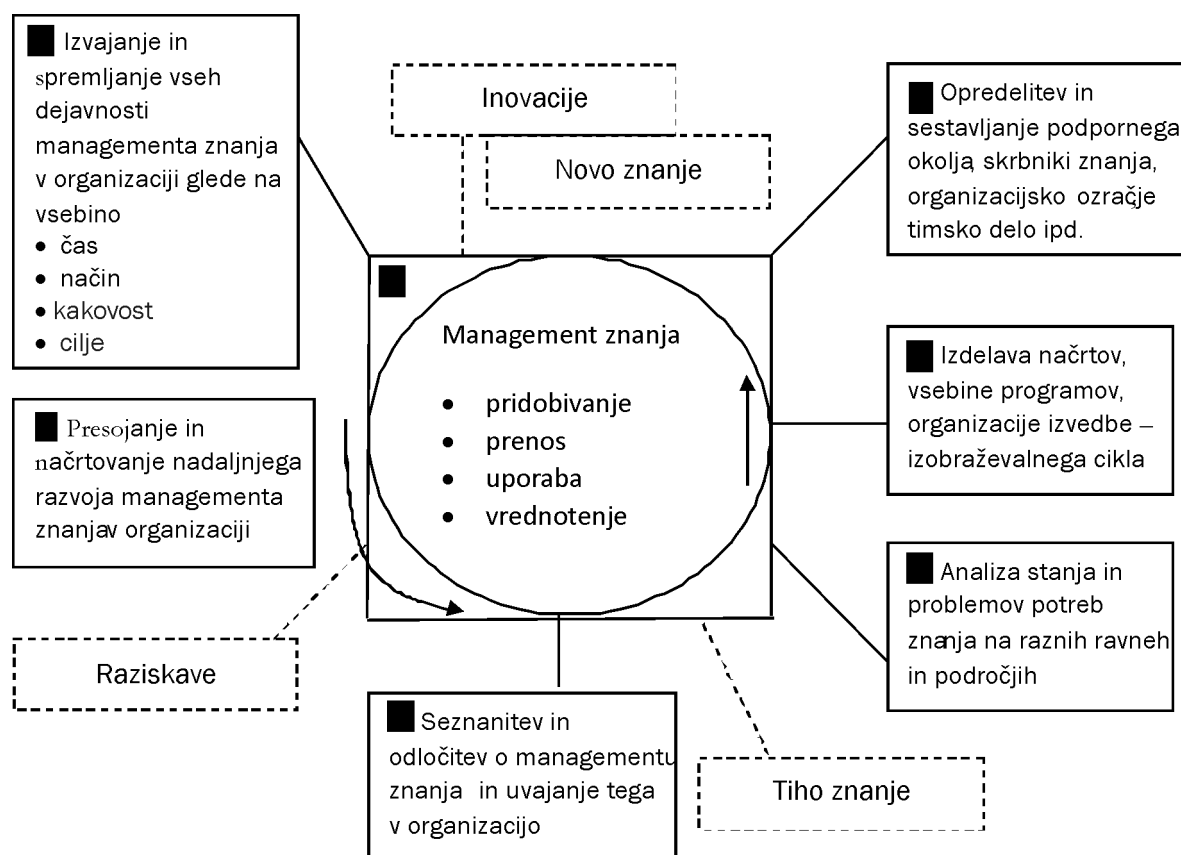 Izvajanje in
spremljanje vseh
dejavnosti
managementa znanja
v organizaciji glede na
vsebino
• čas
• način
• kakovost
• cilje
Inovacije
Novo znanje
Opredelitev in
sestavljanje podpornega
okolja, skrbniki znanja,
organizacijsko ozračje,
timsko delo ipd.
Management znanja
• pridobivanje
• prenos
• uporaba
• vrednotenje
Izdelava načrtov,
vsebine programov,
organizacije izvedbe –
izobraževalnega cikla
Presojanje in
načrtovanje nadaljnjega
razvoja managementa
znanja v organizaciji
Analiza stanja in
problemov potreb
znanja na raznih ravneh
in področjih
Raziskave
Seznanitev in
odločitev o managementu
znanja in uvajanje tega
v organizacijo
Tiho znanje